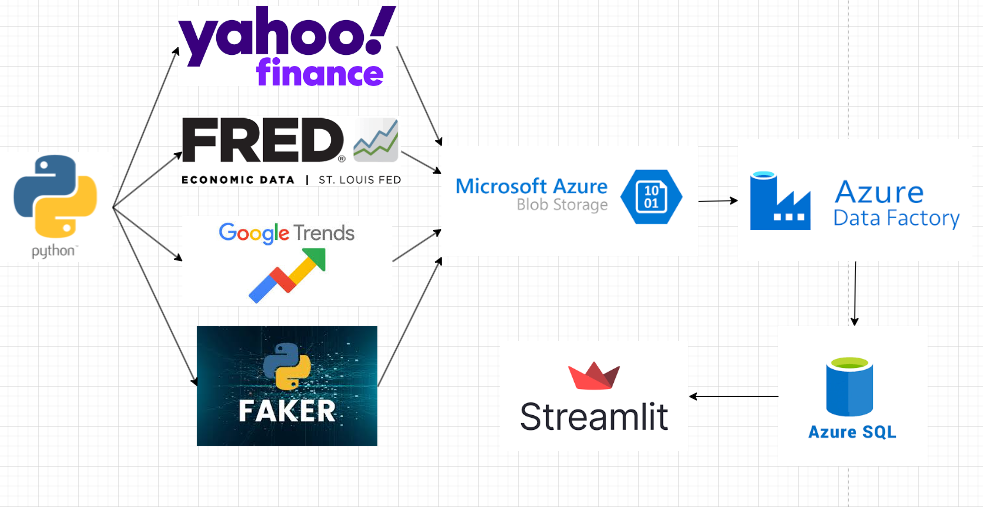 yahoo!
finance
FRED®
ECONOMIC DATA | ST. LOUIS FED
python™
Google Trends
Microsoft Azure
Blob Storage
10
01
Azure
Data Factory
FAKER
Streamlit
Azure SQL